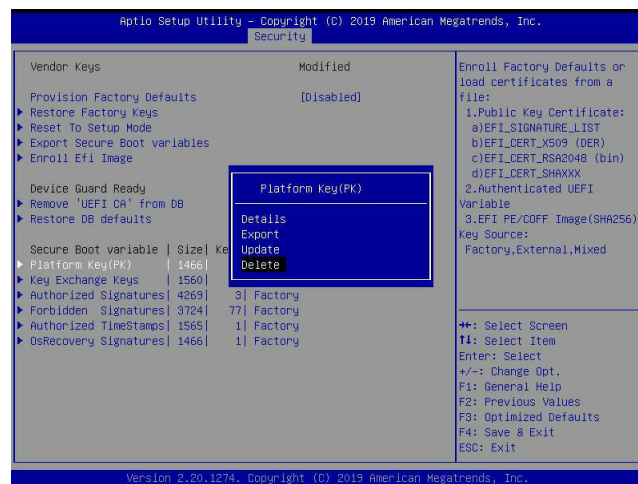 Aptio Setup Utility – Copyright (C) 2019 American Megatrends, Inc.
Security
Vendor Keys Modified
Provision Factory Defaults [Disabled]
Restore Factory Keys
Reset To Setup Mode
Export Secure Boot variables
Enroll Efi Image
Device Guard Ready
Remove 'UEFI CA' from DB
Restore DB defaults
Secure Boot variable | Size| Ke
Platform Key(PK) | 1466|
Key Exchange Keys | 1560|
Authorized Signatures| 4269| 3| Factory
Forbidden Signatures| 3724| 77| Factory
Authorized TimeStamps| 1565| 1| Factory
OsRecovery Signatures| 1466| 1| Factory
Platform Key(PK)
Details
Export
Update
Delete
Enroll Factory Defaults or
load certificates from a
file:
1.Public Key Certificate:
a)EFI_SIGNATURE_LIST
b)EFI_CERT_X509 (DER)
c)EFI_CERT_RSA2048 (bin)
d)EFI_CERT_SHAXXX
2.Authenticated UEFI
Variable
3.EFI PE/COFF Image(SHA256)
Key Source:
Factory,External,Mixed
→←: Select Screen
↑↓: Select Item
Enter: Select
+/-: Change Opt.
F1: General Help
F2: Previous Values
F3: Optimized Defaults
F4: Save & Exit
ESC: Exit
Version 2.20.1274. Copyright (C) 2019 American Megatrends, Inc.